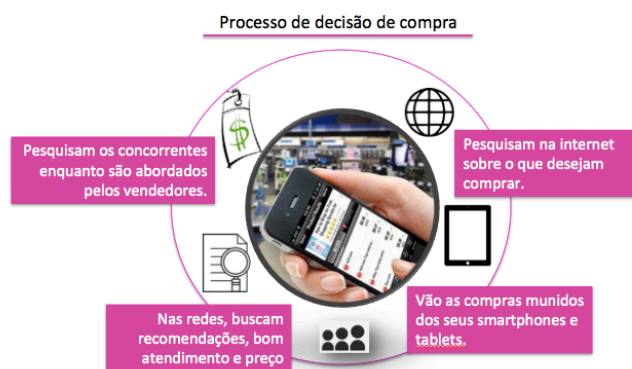 Processo de decisão de compra
Pesquisam os concorrentes
enquanto são abordados
pelos vendedores.
Pesquisam na internet
sobre o que desejam
comprar.
Nas redes, buscam
recomendações, bom
atendimento e preço
Vão as compras munidos
dos seus smartphones e
tablets.